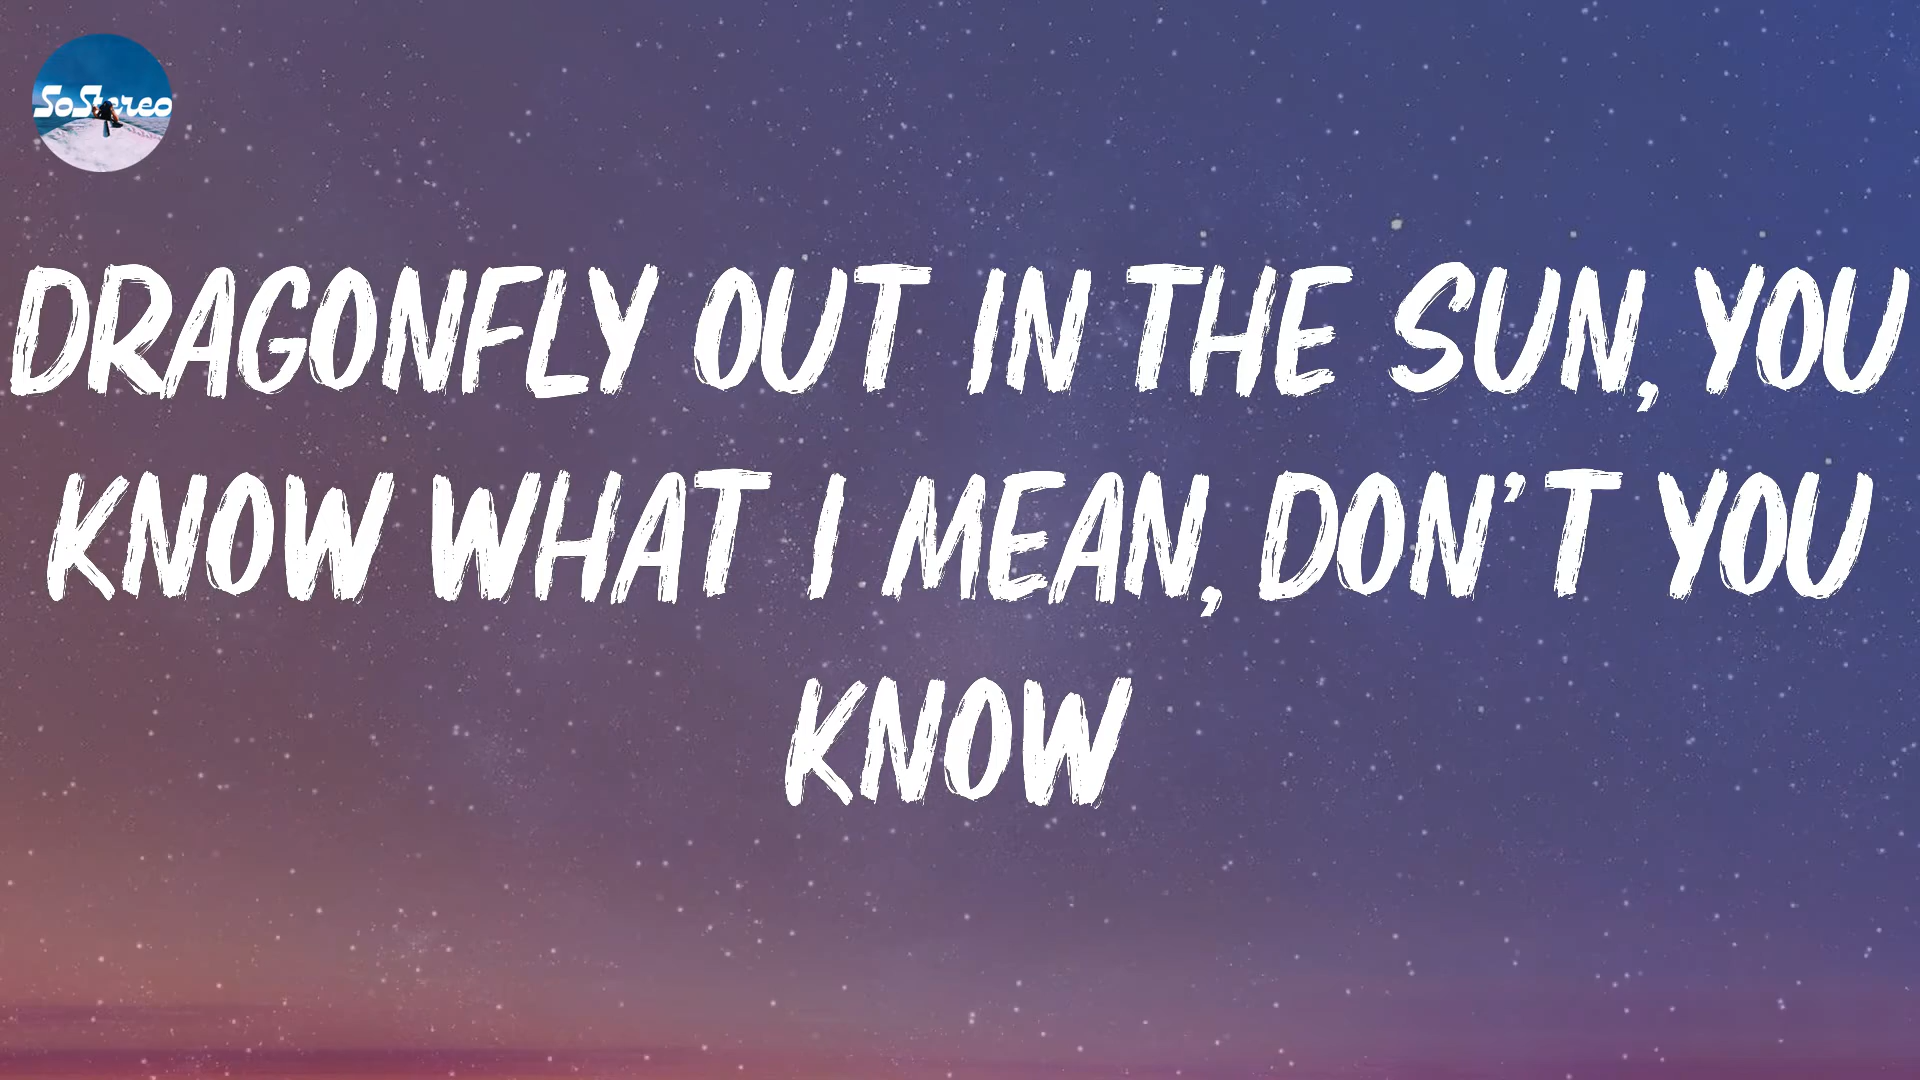 SoStereo
DRAGONFLY OUT IN THE SUN, YOU
KNOW WHAT I MEAN, DON'T YOU
KNOW